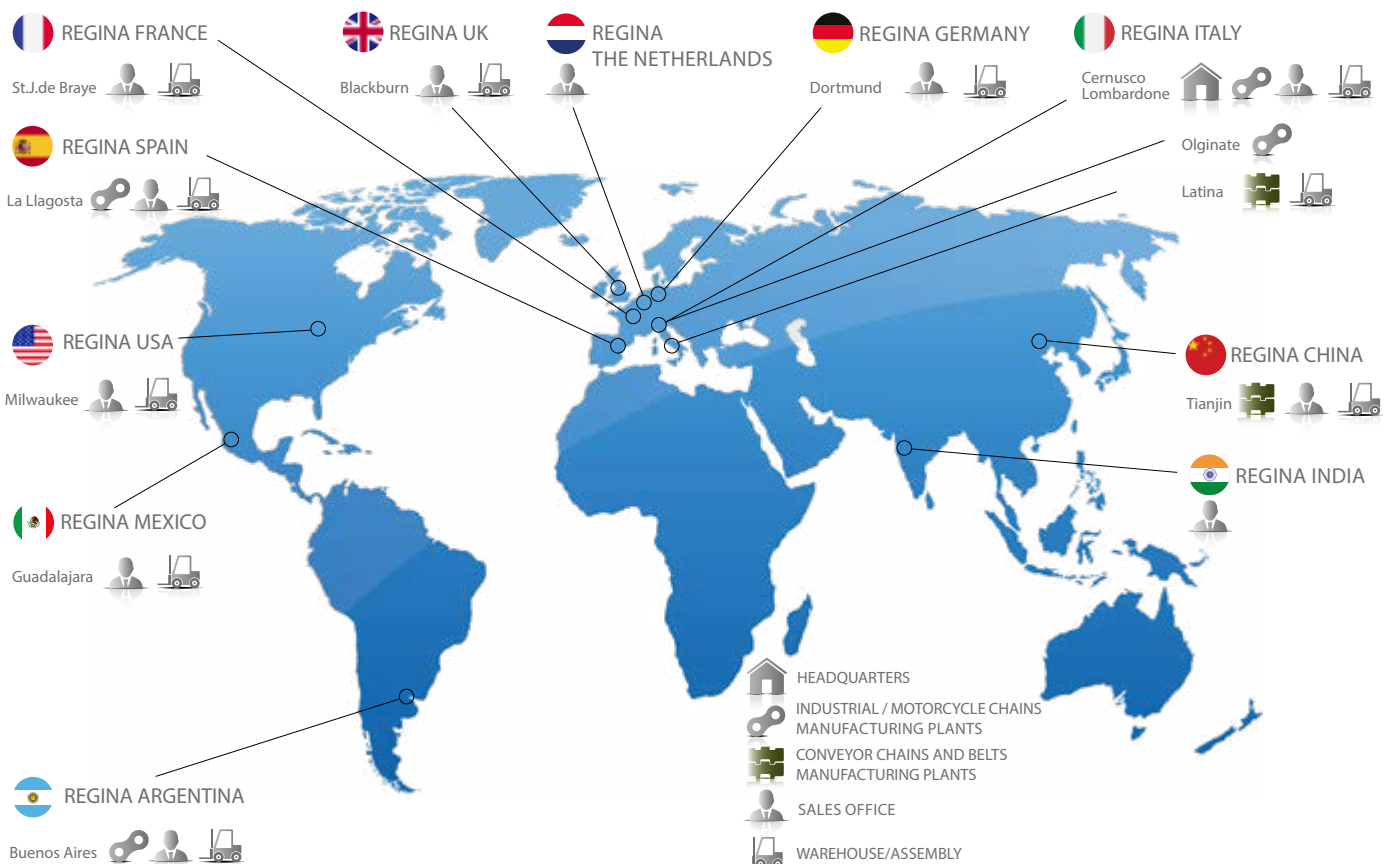 REGINA FRANCE
St.J.de Braye
REGINA UK
Blackburn
REGINA
THE NETHERLANDS
REGINA GERMANY
Dortmund
REGINA ITALY
Cernusco
Lombardone
Olginate
Latina
REGINA SPAIN
La Llagosta
REGINA USA
Milwaukee
REGINA MEXICO
Guadalajara
REGINA ARGENTINA
Buenos Aires
REGINA CHINA
Tianjin
REGINA INDIA
HEADQUARTERS
INDUSTRIAL / MOTORCYCLE CHAINS
MANUFACTURING PLANTS
CONVEYOR CHAINS AND BELTS
MANUFACTURING PLANTS
SALES OFFICE
WAREHOUSE/ASSEMBLY